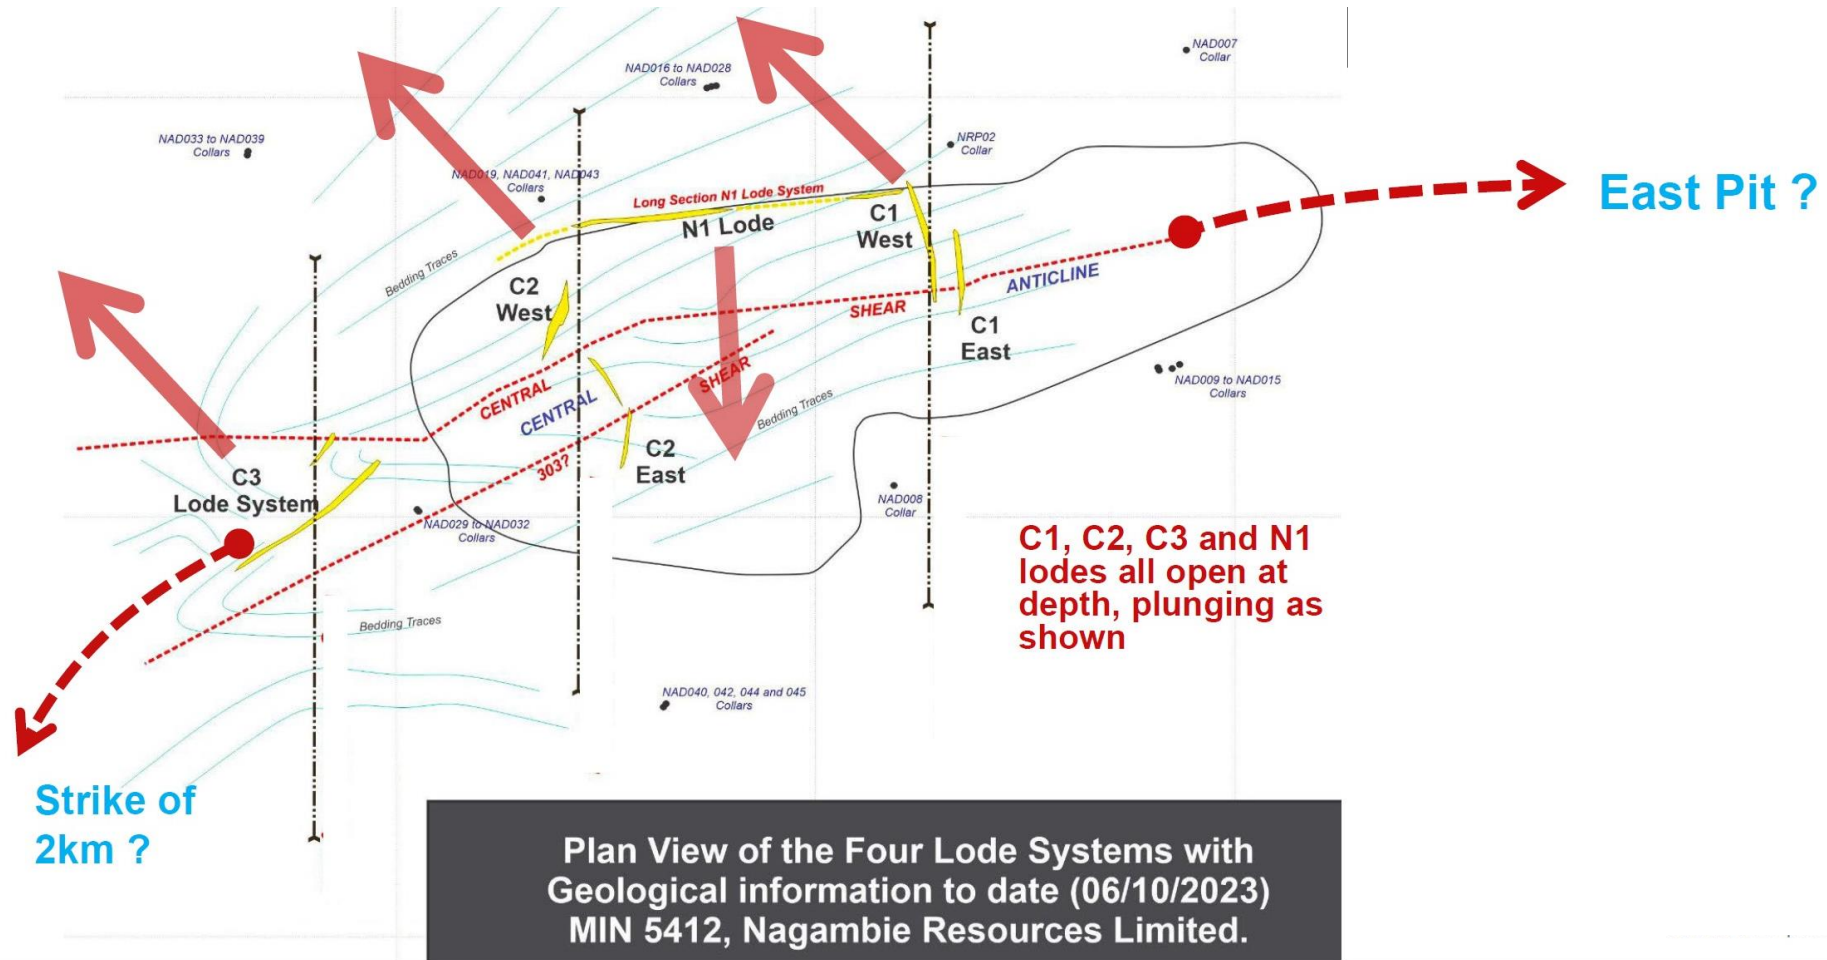 NAD007
Collar
NAD016 to NAD028
Collars
NAD033 to NAD039
Collars
NRP02
Collar
NAD019, NAD041, NAD043
Collars
East Pit ?
Long Section N1 Lode System
N1 Lode
C1
West
Bedding Traces
C2
West
ANTICLINE
SHEAR
C1
East
SHEAR
CENTRAL
CENTRAL
NAD009 to NAD015
Collars
Bedding Traces
303?
C2
East
C3
Lode System
NAD008
Collar
NAD029 to NAD032
Collars
C1, C2, C3 and N1
lodes all open at
depth, plunging as
shown
Bedding Traces
NAD040, 042, 044 and 045
Collars
Strike of
2km ?
Plan View of the Four Lode Systems with
Geological information to date (06/10/2023)
MIN 5412, Nagambie Resources Limited.